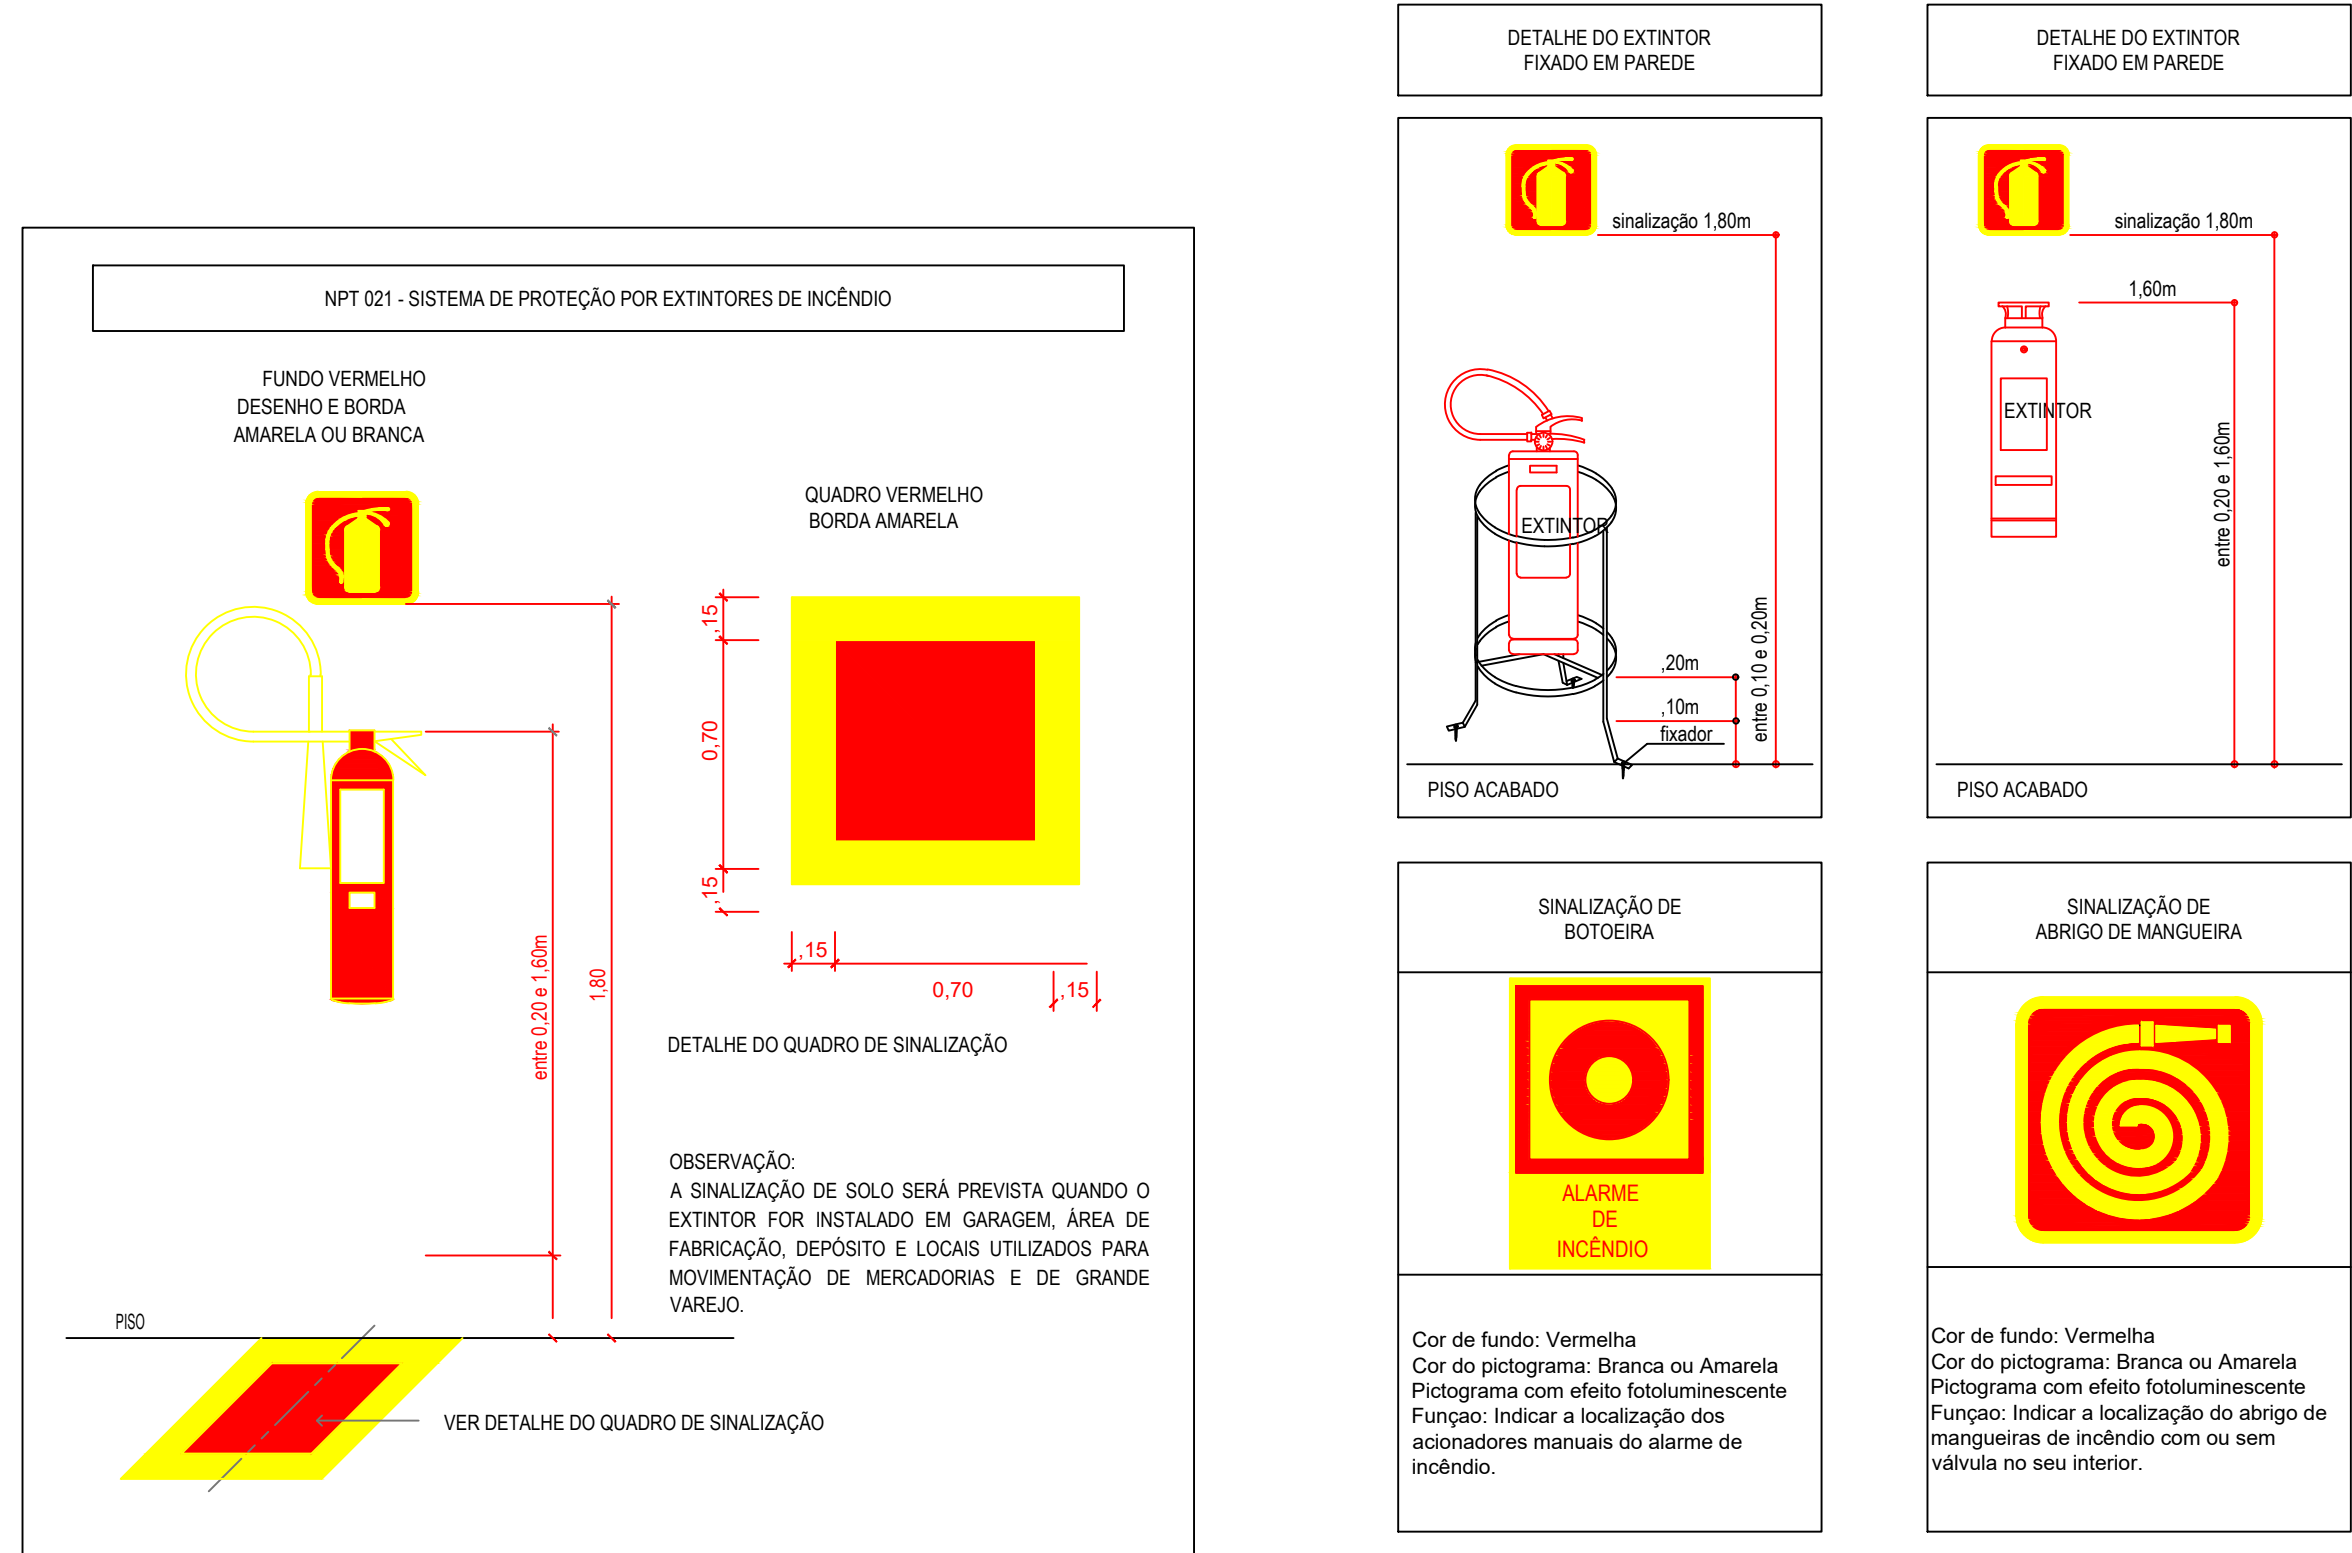 NPT 021 - SISTEMA DE PROTEÇÃO POR EXTINTORES DE INCÊNDIO
FUNDO VERMELHO
DESENHO E BORDA
AMARELA OU BRANCA
QUADRO VERMELHO
BORDA AMARELA
,15
0,70
,15
,15
0,70
,15
entre 0,20 e 1,60m
1,80
DETALHE DO QUADRO DE SINALIZAÇÃO
OBSERVAÇÃO:
A SINALIZAÇÃO DE SOLO SERÁ PREVISTA QUANDO O
EXTINTOR FOR INSTALADO EM GARAGEM, ÁREA DE
FABRICAÇÃO, DEPÓSITO E LOCAIS UTILIZADOS PARA
MOVIMENTAÇÃO DE MERCADORIAS E DE GRANDE
VAREJO.
PISO
VER DETALHE DO QUADRO DE SINALIZAÇÃO
DETALHE DO EXTINTOR
FIXADO EM PAREDE
sinalização 1,80m
EXTINTOR
,20m
,10m
fixador
entre 0,10 e 0,20m
PISO ACABADO
DETALHE DO EXTINTOR
FIXADO EM PAREDE
sinalização 1,80m
1,60m
EXTINTOR
entre 0,20 e 1,60m
PISO ACABADO
SINALIZAÇÃO DE
BOTOEIRA
ALARME
DE
INCÊNDIO
Cor de fundo: Vermelha
Cor do pictograma: Branca ou Amarela
Pictograma com efeito fotoluminescente
Funçao: Indicar a localização dos
acionadores manuais do alarme de
incêndio.
SINALIZAÇÃO DE
ABRIGO DE MANGUEIRA
Cor de fundo: Vermelha
Cor do pictograma: Branca ou Amarela
Pictograma com efeito fotoluminescente
Funçao: Indicar a localização do abrigo de
mangueiras de incêndio com ou sem
válvula no seu interior.